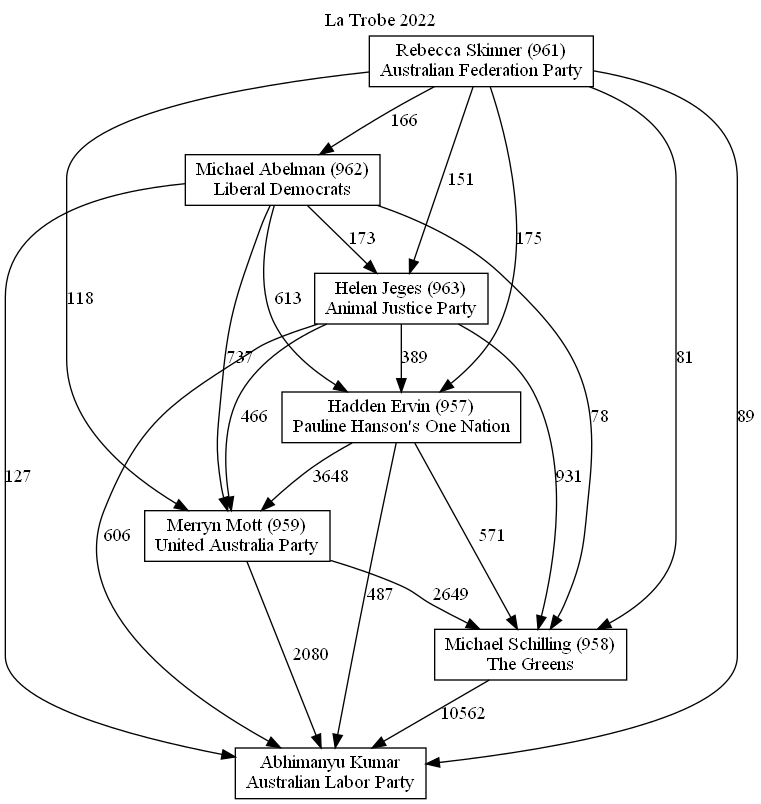 La Trobe 2022
Rebecca Skinner (961)
Australian Federation Party
166
Michael Abelman (962)
Liberal Democrats
151
173
175
Helen Jeges (963)
Animal Justice Party
118
613
737
389
81
Hadden Ervin (957)
Pauline Hanson's One Nation
466
78
89
127
3648
931
Merryn Mott (959)
United Australia Party
606
571
487
2649
Michael Schilling (958)
The Greens
2080
10562
Abhimanyu Kumar
Australian Labor Party